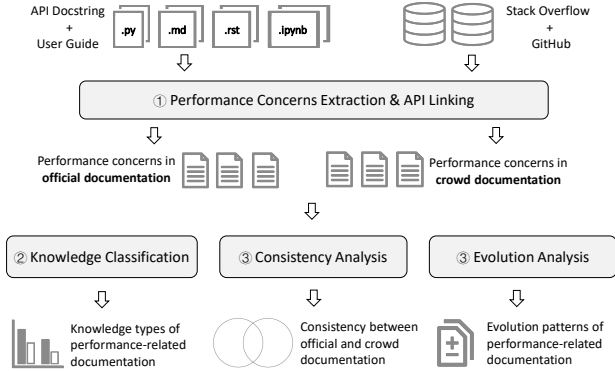 API Docstring
+
User Guide
.py
.md
.rst
.ipynb
Stack Overflow
+
GitHub
① Performance Concerns Extraction & API Linking
Performance concerns in
official documentation
Performance concerns in
crowd documentation
② Knowledge Classification
③ Consistency Analysis
③ Evolution Analysis
Knowledge types of
performance-related
documentation
Consistency between
official and crowd
documentation
Evolution patterns of
performance-related
documentation